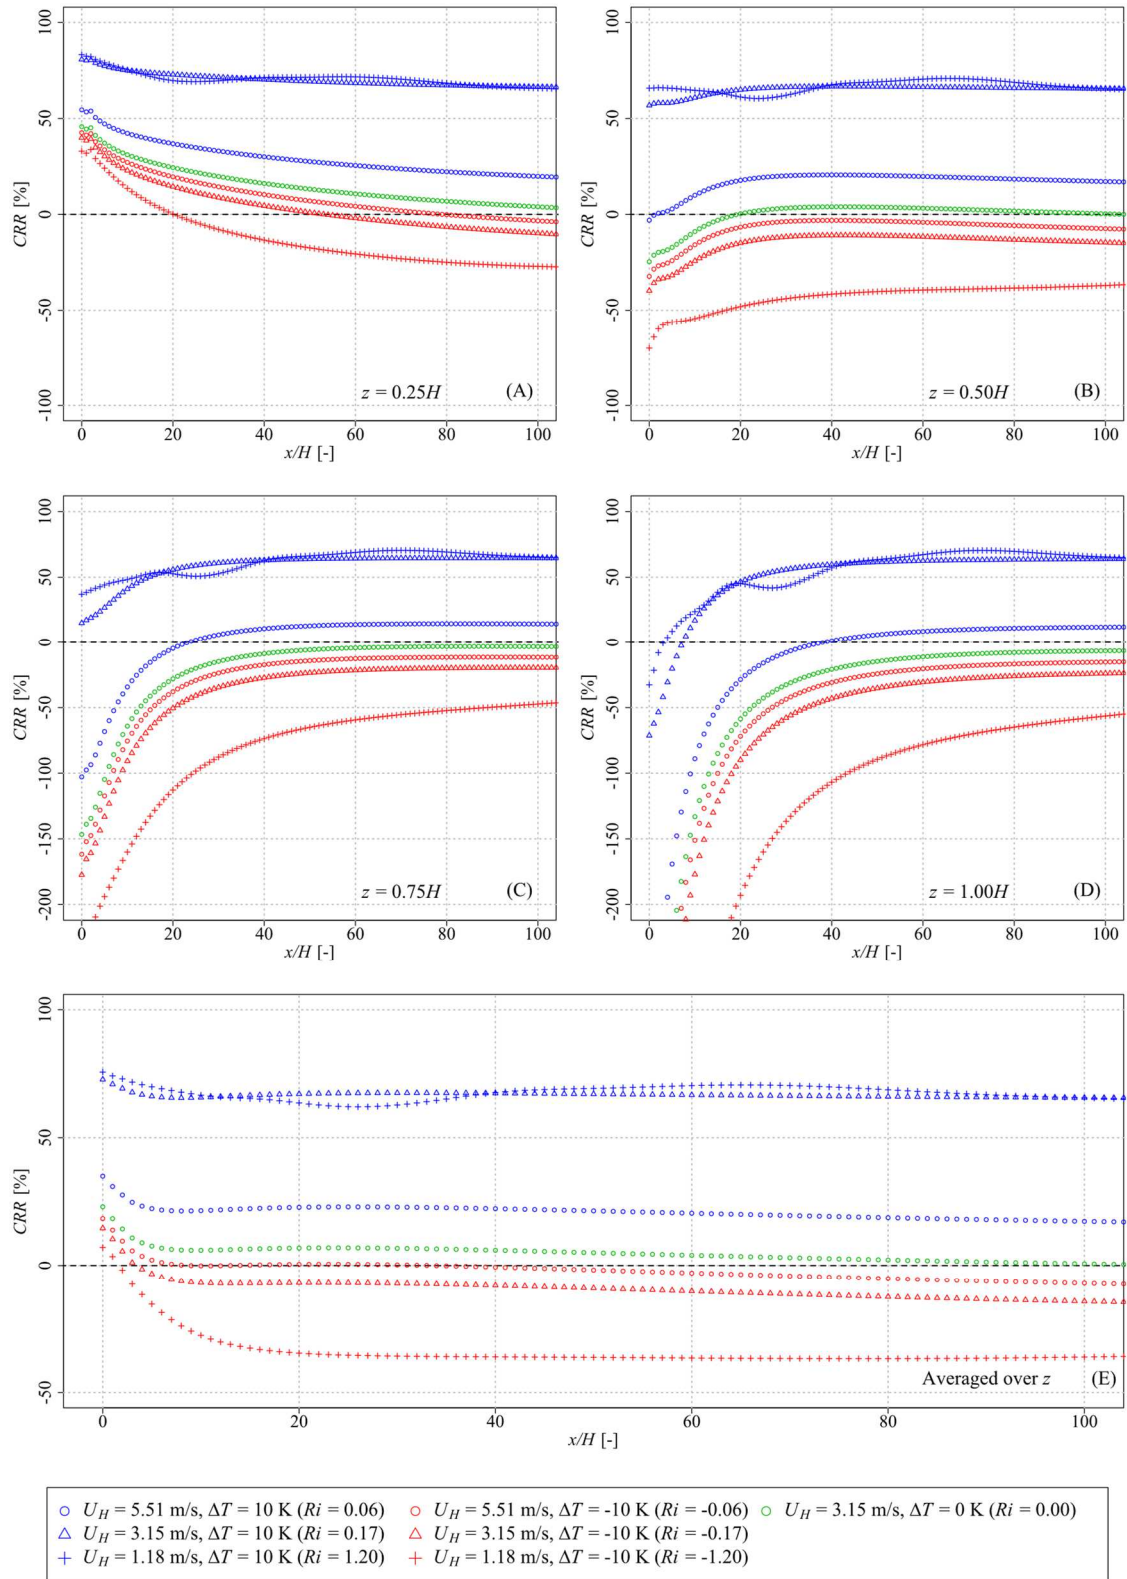 100
50
0
-50
-100
CRR [%]
z = 0.25H
(A)
0 20 40 60 80 100
x/H [-]
100
50
0
-50
-100
CRR [%]
z = 0.50H
(B)
0 20 40 60 80 100
x/H [-]
100
50
0
-50
-100
-150
-200
CRR [%]
z = 0.75H
(C)
0 20 40 60 80 100
x/H [-]
100
50
0
-50
-100
-150
-200
CRR [%]
z = 1.00H
(D)
0 20 40 60 80 100
x/H [-]
100
50
0
-50
CRR [%]
Averaged over z
(E)
0 20 40 60 80 100
x/H [-]
U_H = 5.51 m/s, ΔT = 10 K (Ri = 0.06) U_H = 5.51 m/s, ΔT = -10 K (Ri = -0.06) U_H = 3.15 m/s, ΔT = 0 K (Ri = 0.00)
U_H = 3.15 m/s, ΔT = 10 K (Ri = 0.17) U_H = 3.15 m/s, ΔT = -10 K (Ri = -0.17)
U_H = 1.18 m/s, ΔT = 10 K (Ri = 1.20) U_H = 1.18 m/s, ΔT = -10 K (Ri = -1.20)